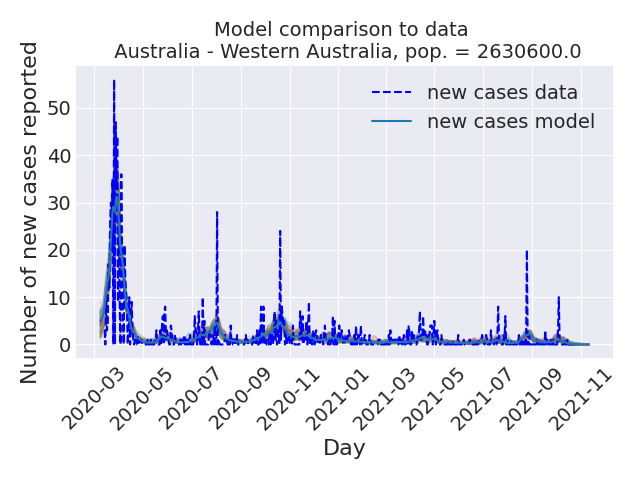 Model comparison to data
Australia - Western Australia, pop. = 2630600.0
Number of new cases reported
50
40
30
20
10
0
new cases data
new cases model
2020-03
2020-05
2020-07
2020-09
2020-11
2021-01
2021-03
2021-05
2021-07
2021-09
2021-11
Day